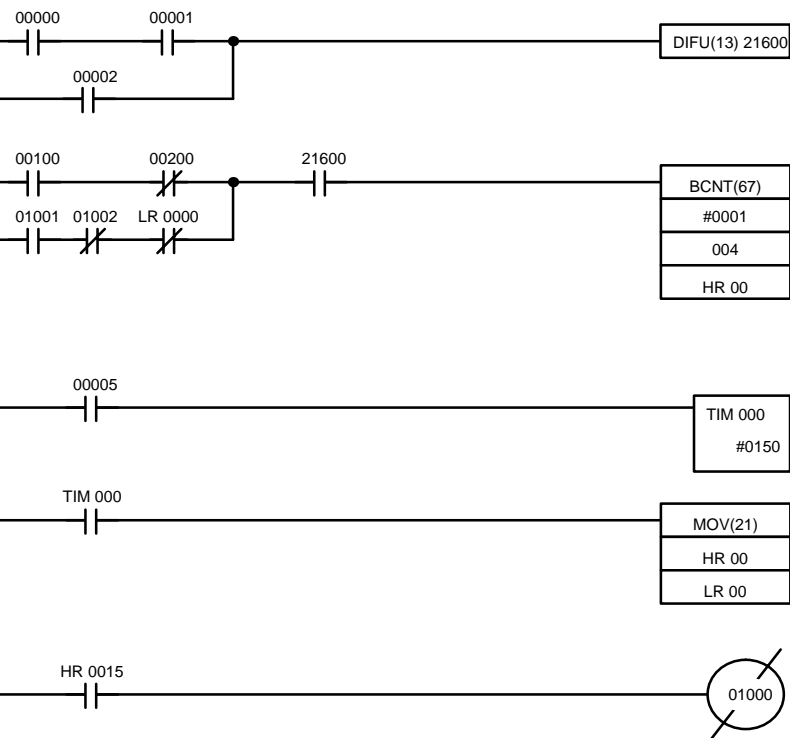 00000 00001
DIFU(13) 21600
00002
00100 00200 21600
BCNT(67)
01001 01002 LR 0000
#0001
004
HR 00
00005
TIM 000
#0150
TIM 000
MOV(21)
HR 00
LR 00
HR 0015
01000